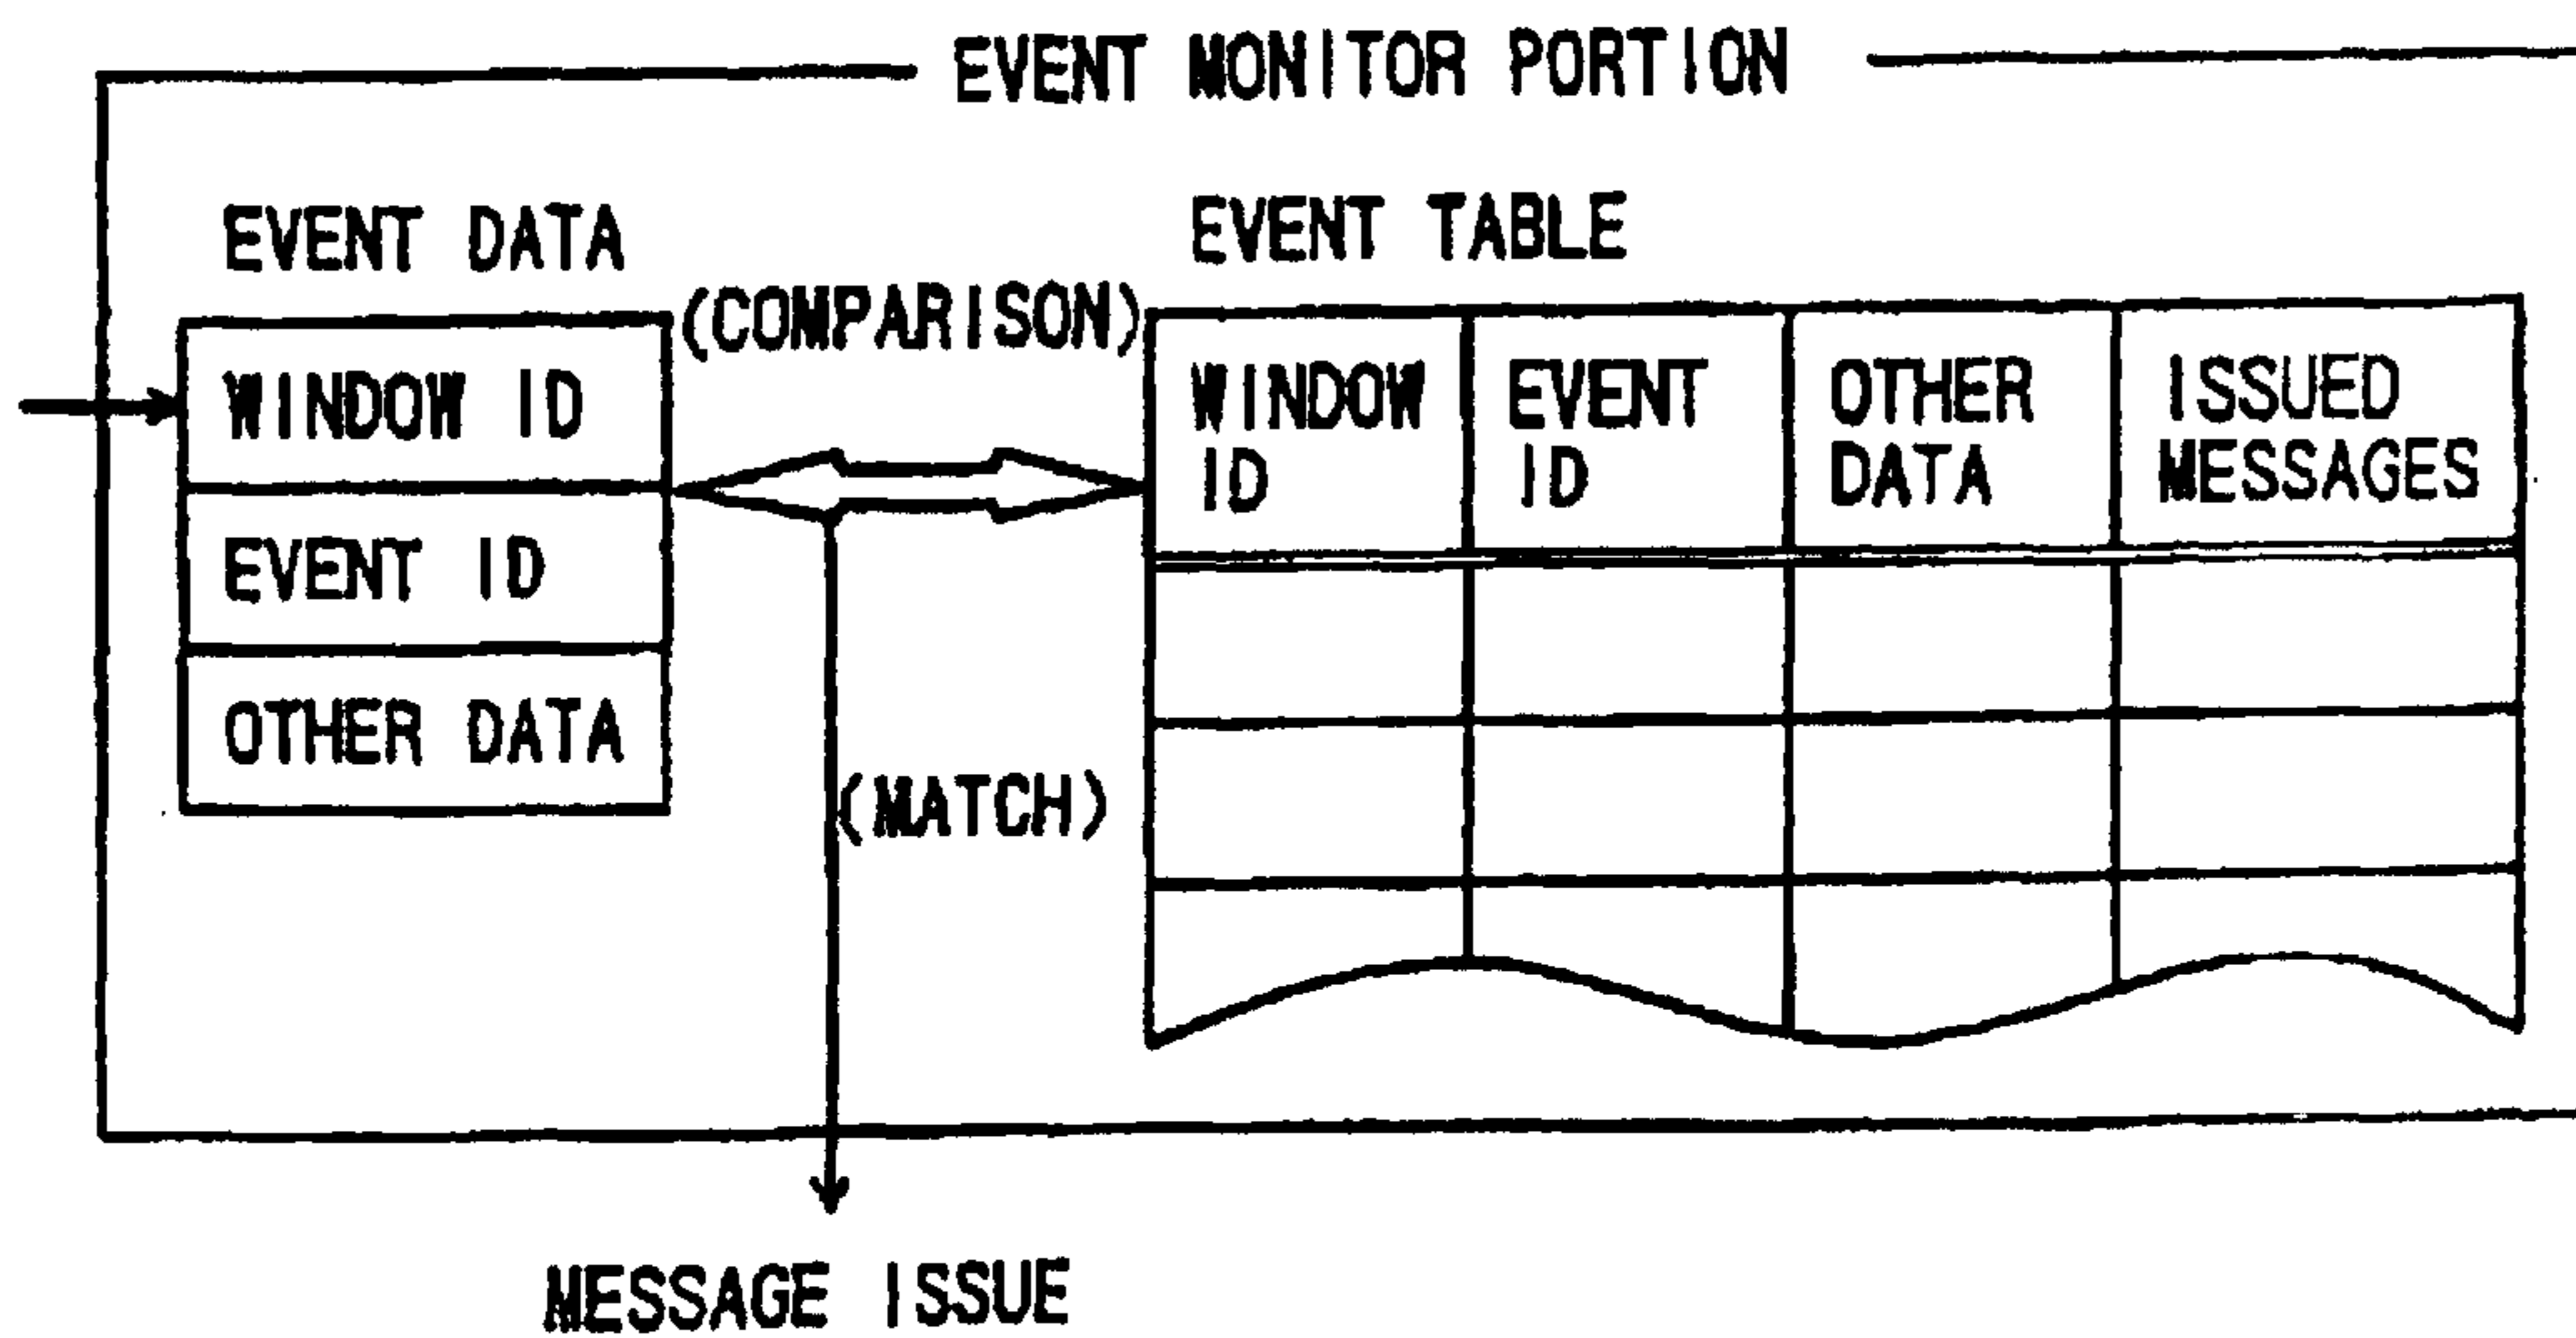 EVENT MONITOR PORTION
EVENT DATA
WINDOW ID
EVENT ID
OTHER DATA
(COMPARISON)
(MATCH)
EVENT TABLE
WINDOW
ID
EVENT
ID
OTHER
DATA
ISSUED
MESSAGES
MESSAGE ISSUE